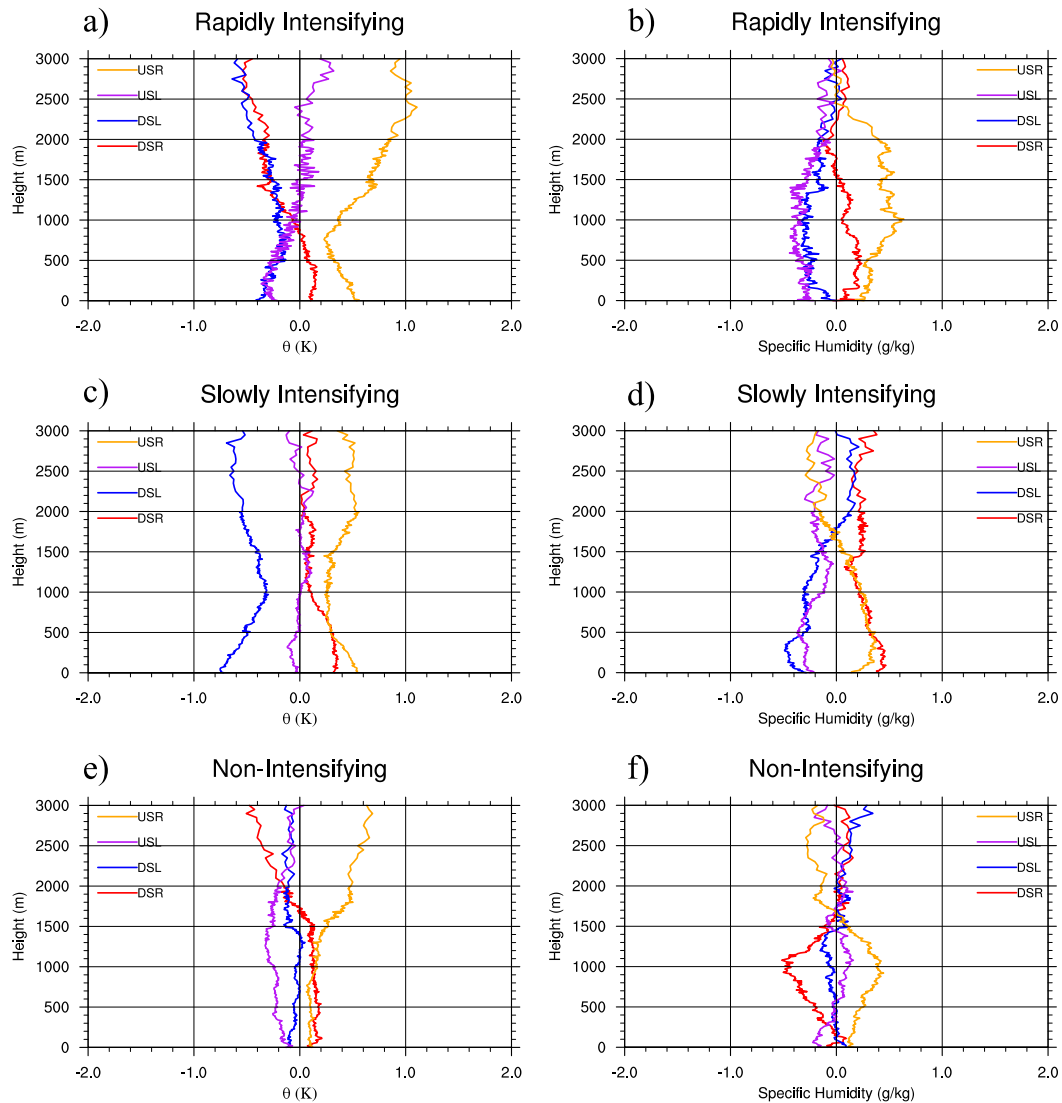 a) Rapidly Intensifying
3000
2500
2000
1500
1000
500
0
Height (m)
USR
USL
DSL
DSR
-2.0 -1.0 0.0 1.0 2.0
θ (K)
b) Rapidly Intensifying
3000
2500
2000
1500
1000
500
0
Height (m)
USR
USL
DSL
DSR
-2.0 -1.0 0.0 1.0 2.0
Specific Humidity (g/kg)
c) Slowly Intensifying
3000
2500
2000
1500
1000
500
0
Height (m)
USR
USL
DSL
DSR
-2.0 -1.0 0.0 1.0 2.0
θ (K)
d) Slowly Intensifying
3000
2500
2000
1500
1000
500
0
Height (m)
USR
USL
DSL
DSR
-2.0 -1.0 0.0 1.0 2.0
Specific Humidity (g/kg)
e) Non-Intensifying
3000
2500
2000
1500
1000
500
0
Height (m)
USR
USL
DSL
DSR
-2.0 -1.0 0.0 1.0 2.0
θ (K)
f) Non-Intensifying
3000
2500
2000
1500
1000
500
0
Height (m)
USR
USL
DSL
DSR
-2.0 -1.0 0.0 1.0 2.0
Specific Humidity (g/kg)